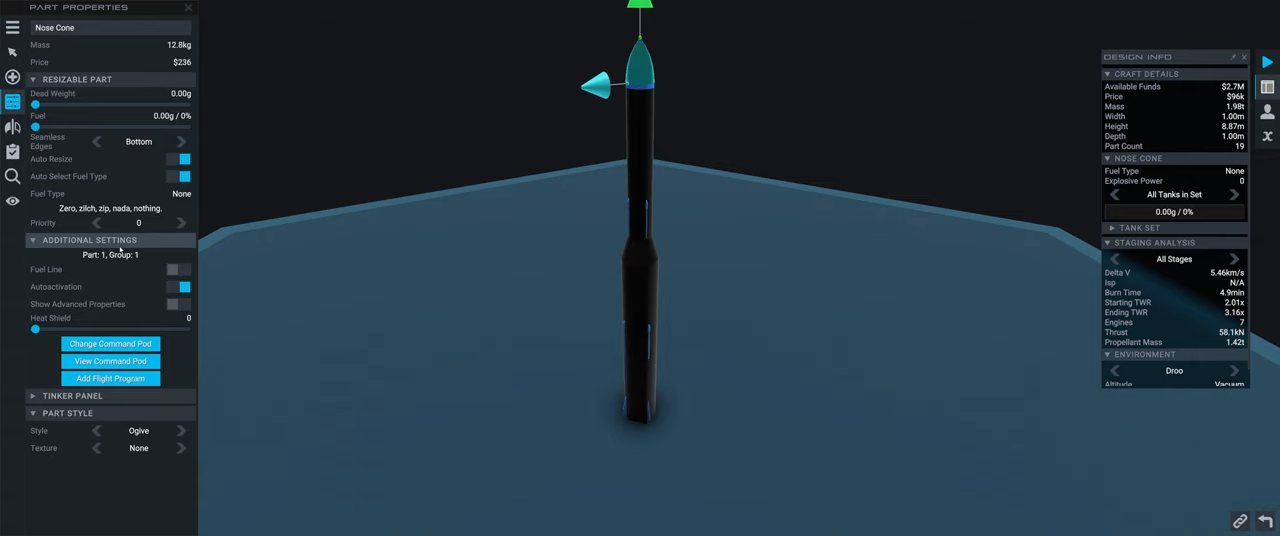 PART PROPERTIES
Nose Cone
Mass 12.8kg
Price $236
RESIZABLE PART
Dead Weight 0.00g
Fuel 0.00g / 0%
Seamless Edges Bottom
Auto Resize
Auto Select Fuel Type
Fuel Type None
Zero, zilch, zip, nada, nothing.
Priority 0
ADDITIONAL SETTINGS
Part: 1, Group: 1
Fuel Line
Autoactivation
Show Advanced Properties
Heat Shield 0
Change Command Pod
View Command Pod
Add Flight Program
TINKER PANEL
PART STYLE
Style Ogive
Texture None
DESIGN INFO
CRAFT DETAILS
Available Funds $2.7M
Price $96k
Mass 1.98t
Width 1.00m
Height 8.87m
Depth 1.00m
Part Count 19
NOSE CONE
Fuel Type None
Explosive Power 0
All Tanks in Set
0.00g / 0%
TANK SET
STAGING ANALYSIS
All Stages
Delta V 5.46km/s
Isp N/A
Burn Time 4.9min
Starting TWR 2.01x
Ending TWR 3.16x
Engines 7
Thrust 58.1kN
Propellant Mass 1.42t
ENVIRONMENT
Droo
Altitude Vacuum